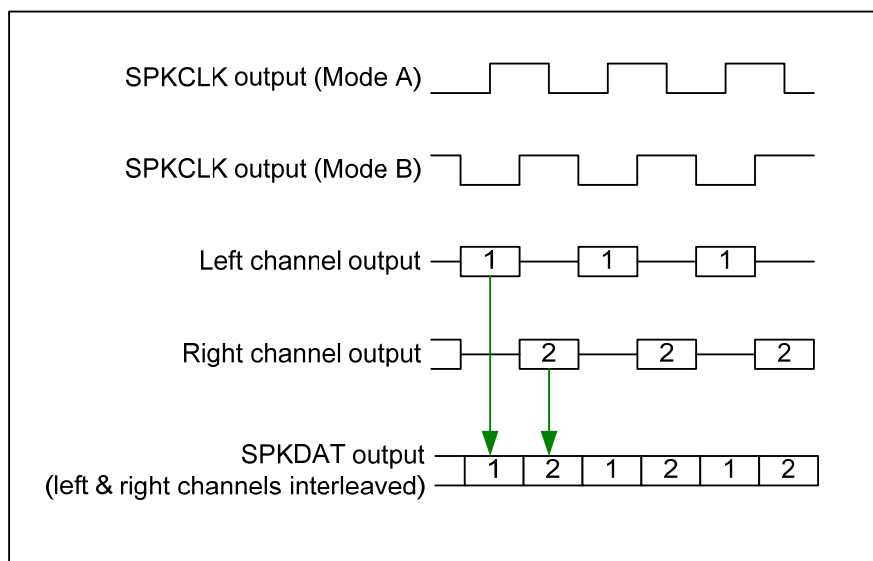 SPKCLK output (Mode A)
SPKCLK output (Mode B)
Left channel output
1 1 1
Right channel output
2 2 2
SPKDAT output
(left & right channels interleaved)
1 2 1 2 1 2